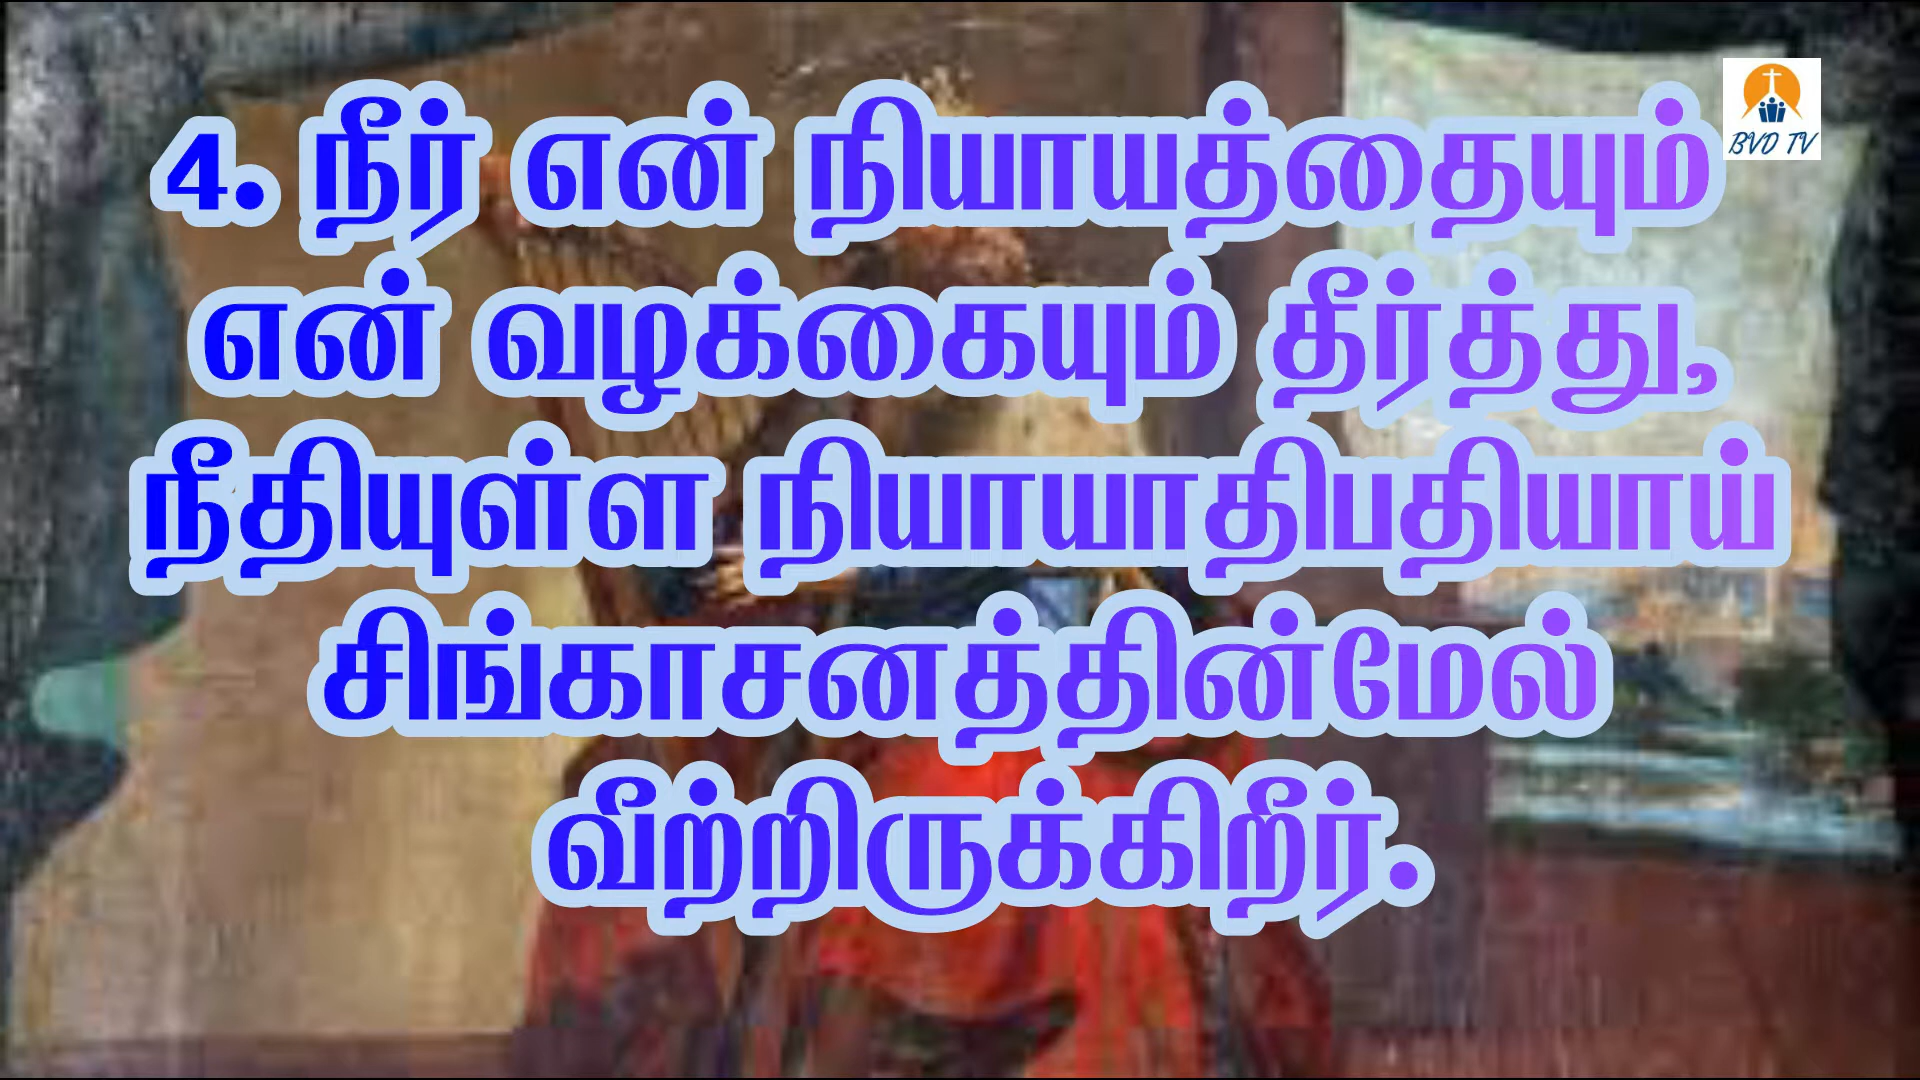 4. நீர் என் நியாயத்தையும்
என் வழக்கையும் தீர்த்து,
நீதியுள்ள நியாயாதிபதியாய்
சிங்காசனத்தின்மேல்
வீற்றிருக்கிறீர்.
BVO TV